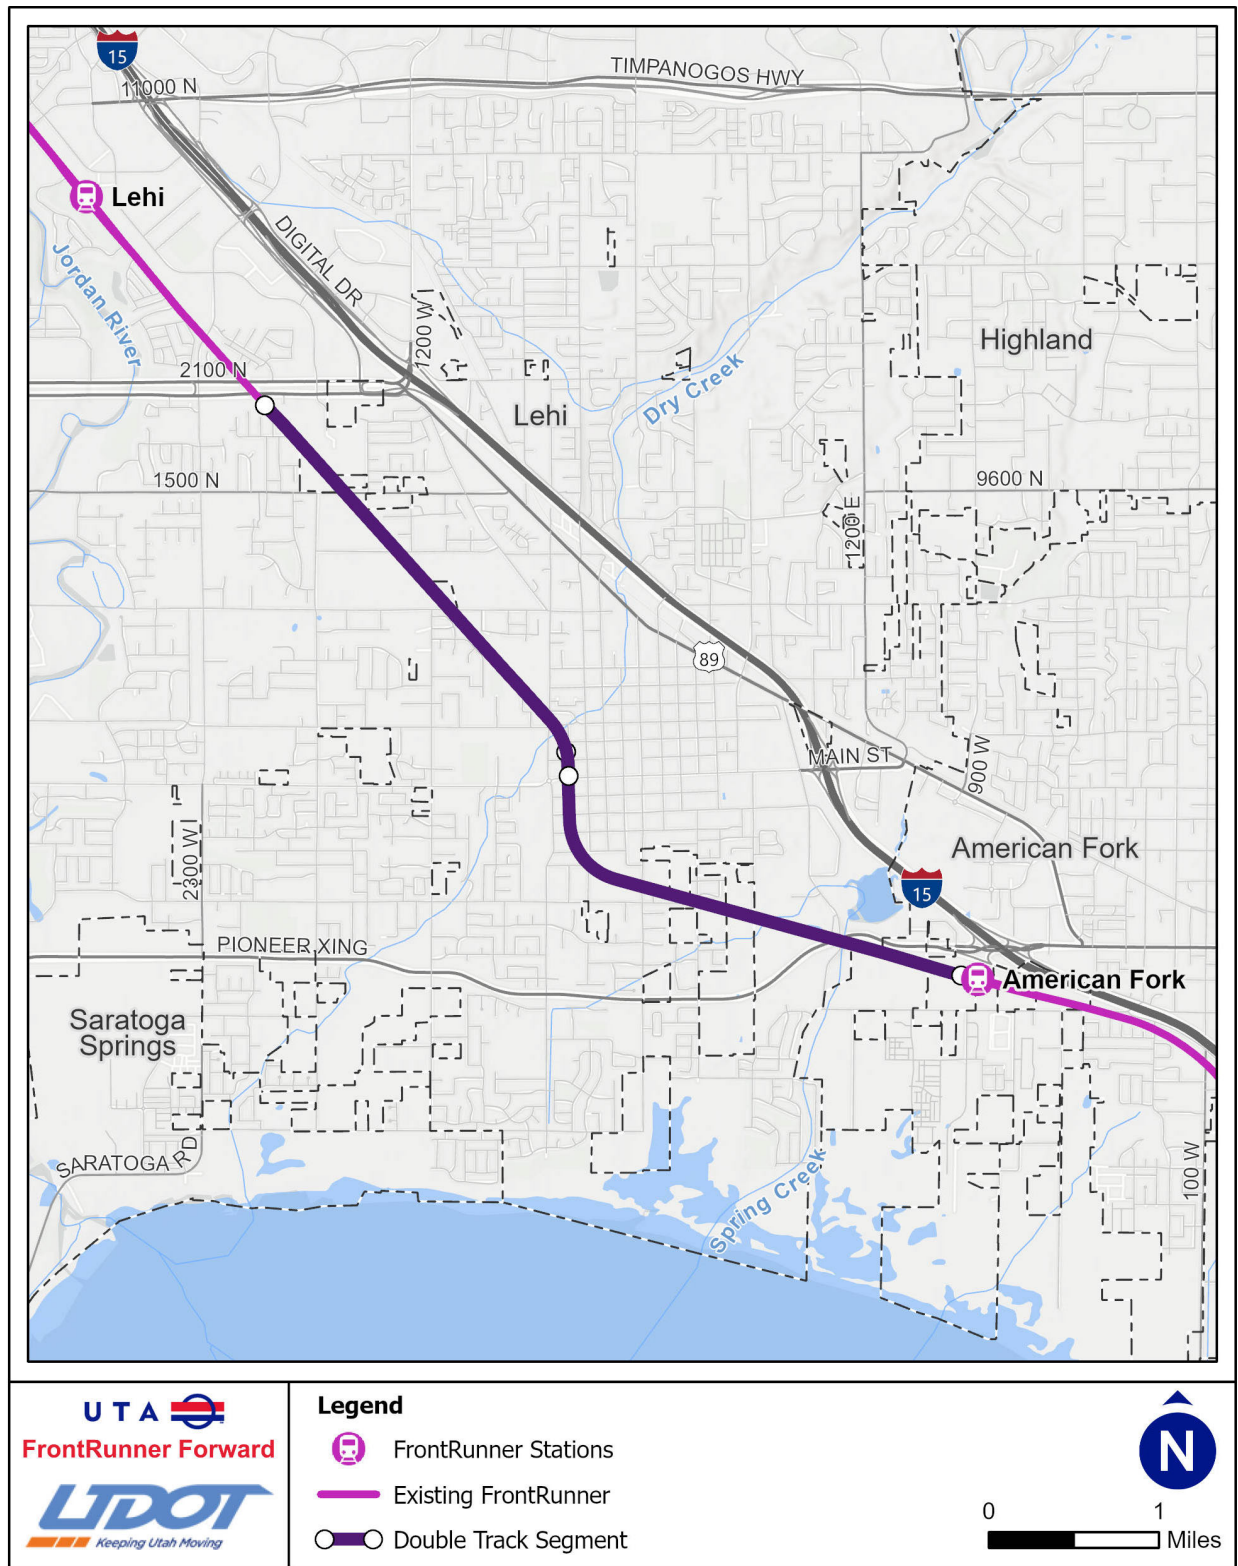 15
11000 N
TIMPANOGOS HWY
Lehi
Jordan River
DIGITAL DR
1200 W
2100 N
Highland
Lehi
Dry Creek
1500 N
9600 N
1200 E
89
MAIN ST
900 W
2300 W
American Fork
15
PIONEER XING
American Fork
Saratoga
Springs
SARATOGA RD
Spring Creek
100 W
UTA
FrontRunner Forward
UDOT
Keeping Utah Moving
Legend
FrontRunner Stations
Existing FrontRunner
Double Track Segment
N
0 1
Miles